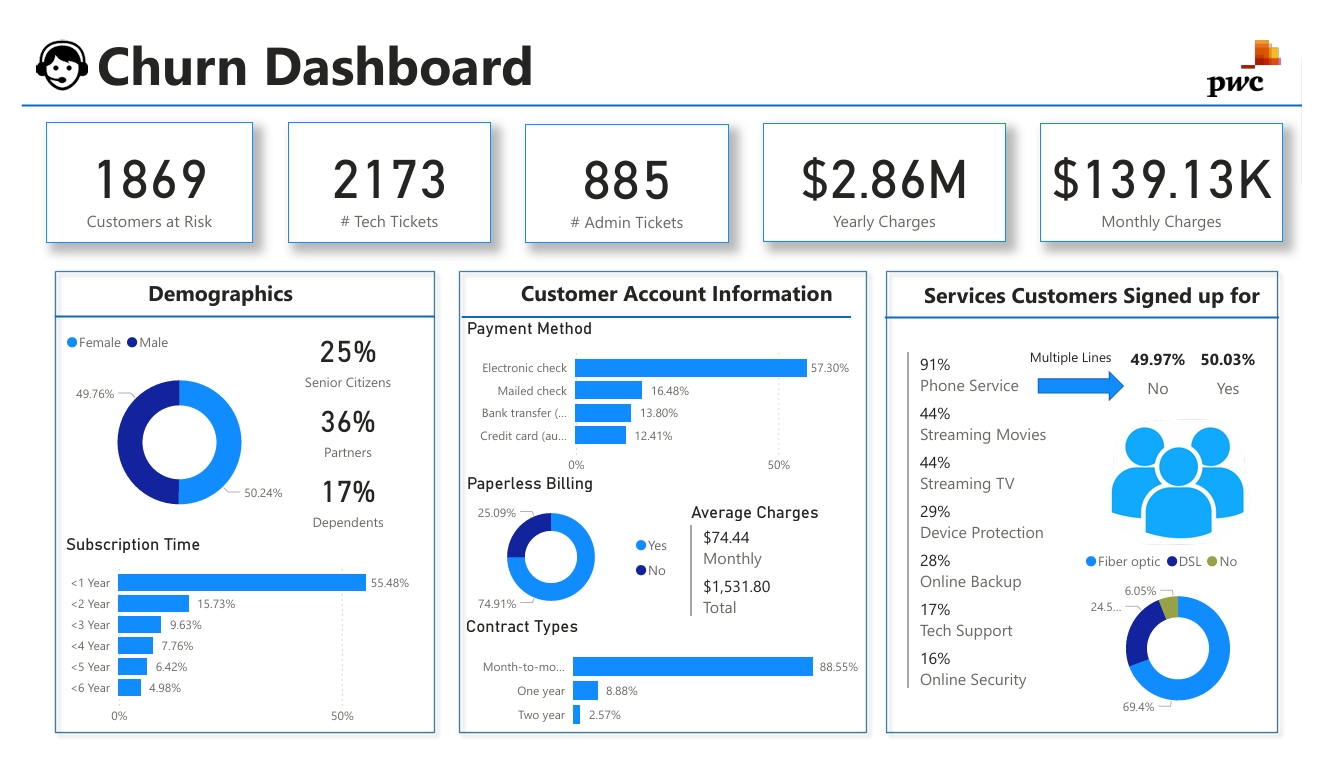 Churn Dashboard
pwc
1869
Customers at Risk
2173
# Tech Tickets
885
# Admin Tickets
$2.86M
Yearly Charges
$139.13K
Monthly Charges
Demographics
Female Male
49.76%
50.24%
25%
Senior Citizens
36%
Partners
17%
Dependents
Subscription Time
<1 Year 55.48%
<2 Year 15.73%
<3 Year 9.63%
<4 Year 7.76%
<5 Year 6.42%
<6 Year 4.98%
0% 50%
Customer Account Information
Payment Method
Electronic check 57.30%
Mailed check 16.48%
Bank transfer (... 13.80%
Credit card (au... 12.41%
0% 50%
Paperless Billing
25.09%
74.91%
Yes
No
Average Charges
$74.44
Monthly
$1,531.80
Total
Contract Types
Month-to-mo... 88.55%
One year 8.88%
Two year 2.57%
Services Customers Signed up for
91%
Phone Service
44%
Streaming Movies
44%
Streaming TV
29%
Device Protection
28%
Online Backup
17%
Tech Support
16%
Online Security
Multiple Lines
49.97% 50.03%
No Yes
Fiber optic DSL No
6.05%
24.5...
69.4%